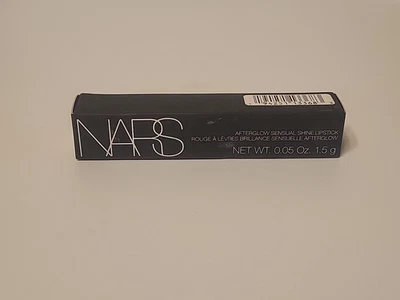 NARS
AFTERGLOW SENSUAL SHINE LIPSTICK
ROUGE À LÈVRES BRILLANCE SENSUELLE AFTERGLOW
NET WT. 0.05 Oz. 1.5 g